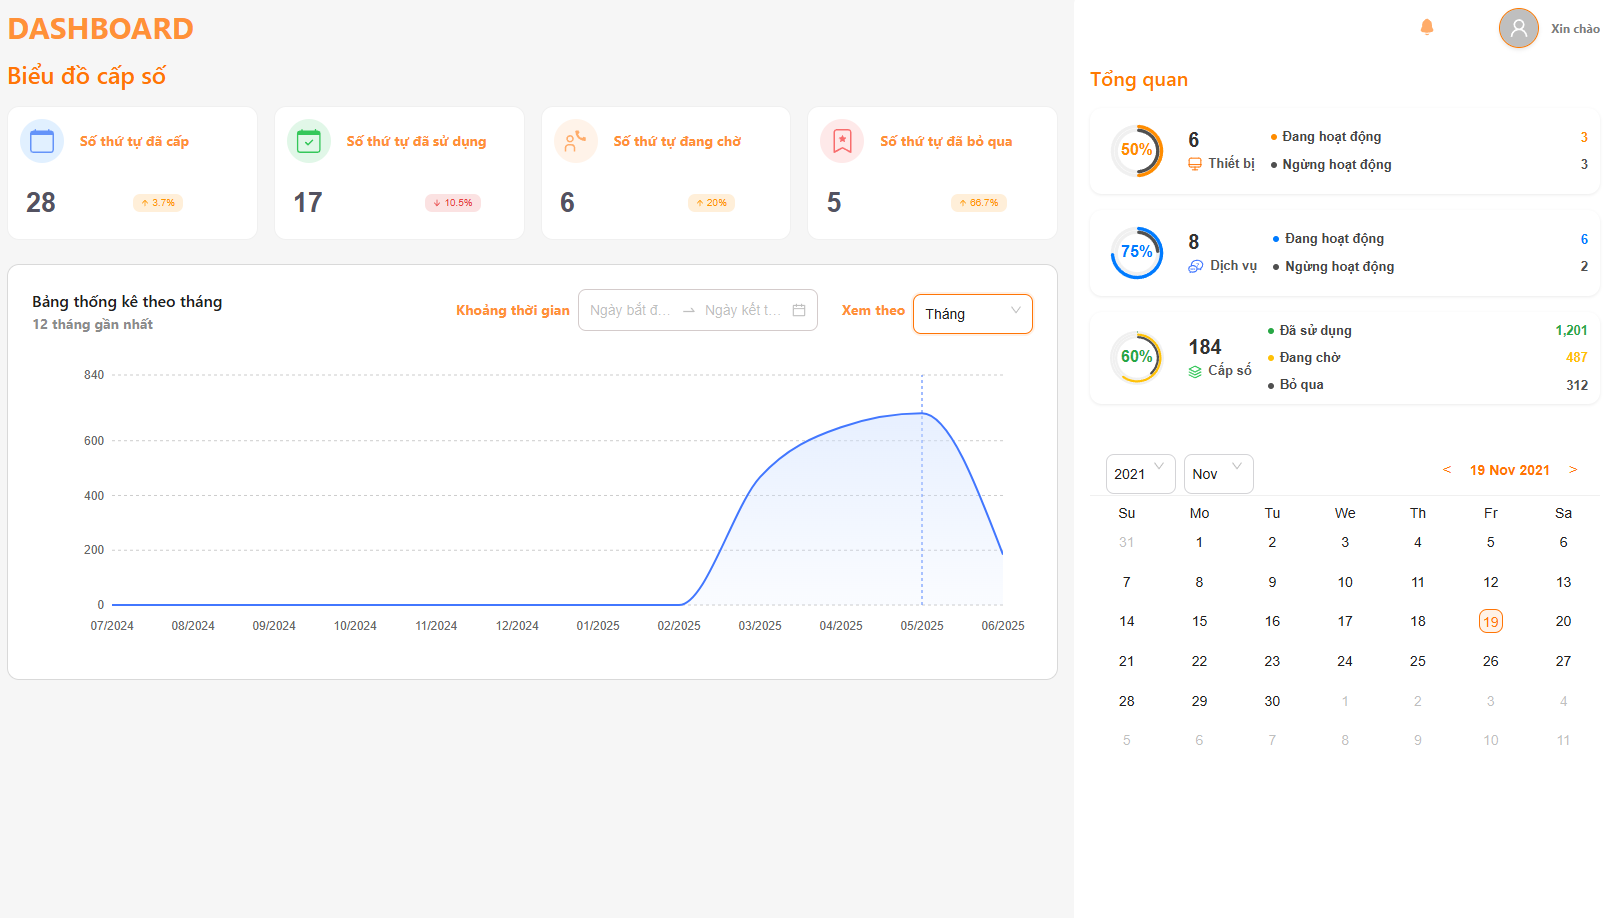 DASHBOARD
Biểu đồ cấp số
Số thứ tự đã cấp
28
3.7%
Số thứ tự đã sử dụng
17
10.5%
Số thứ tự đang chờ
6
20%
Số thứ tự đã bỏ qua
5
66.7%
Bảng thống kê theo tháng
12 tháng gần nhất
Khoảng thời gian
Ngày bắt đ...
Ngày kết t...
Xem theo
Tháng
840
600
400
200
0
07/2024 08/2024 09/2024 10/2024 11/2024 12/2024 01/2025 02/2025 03/2025 04/2025 05/2025 06/2025
Xin chào
Tổng quan
50%
6
Thiết bị
Đang hoạt động 3
Ngừng hoạt động 3
75%
8
Dịch vụ
Đang hoạt động 6
Ngừng hoạt động 2
60%
184
Cấp số
Đã sử dụng 1,201
Đang chờ 487
Bỏ qua 312
2021
Nov
< 19 Nov 2021 >
Su Mo Tu We Th Fr Sa
31 1 2 3 4 5 6
7 8 9 10 11 12 13
14 15 16 17 18 19 20
21 22 23 24 25 26 27
28 29 30 1 2 3 4
5 6 7 8 9 10 11